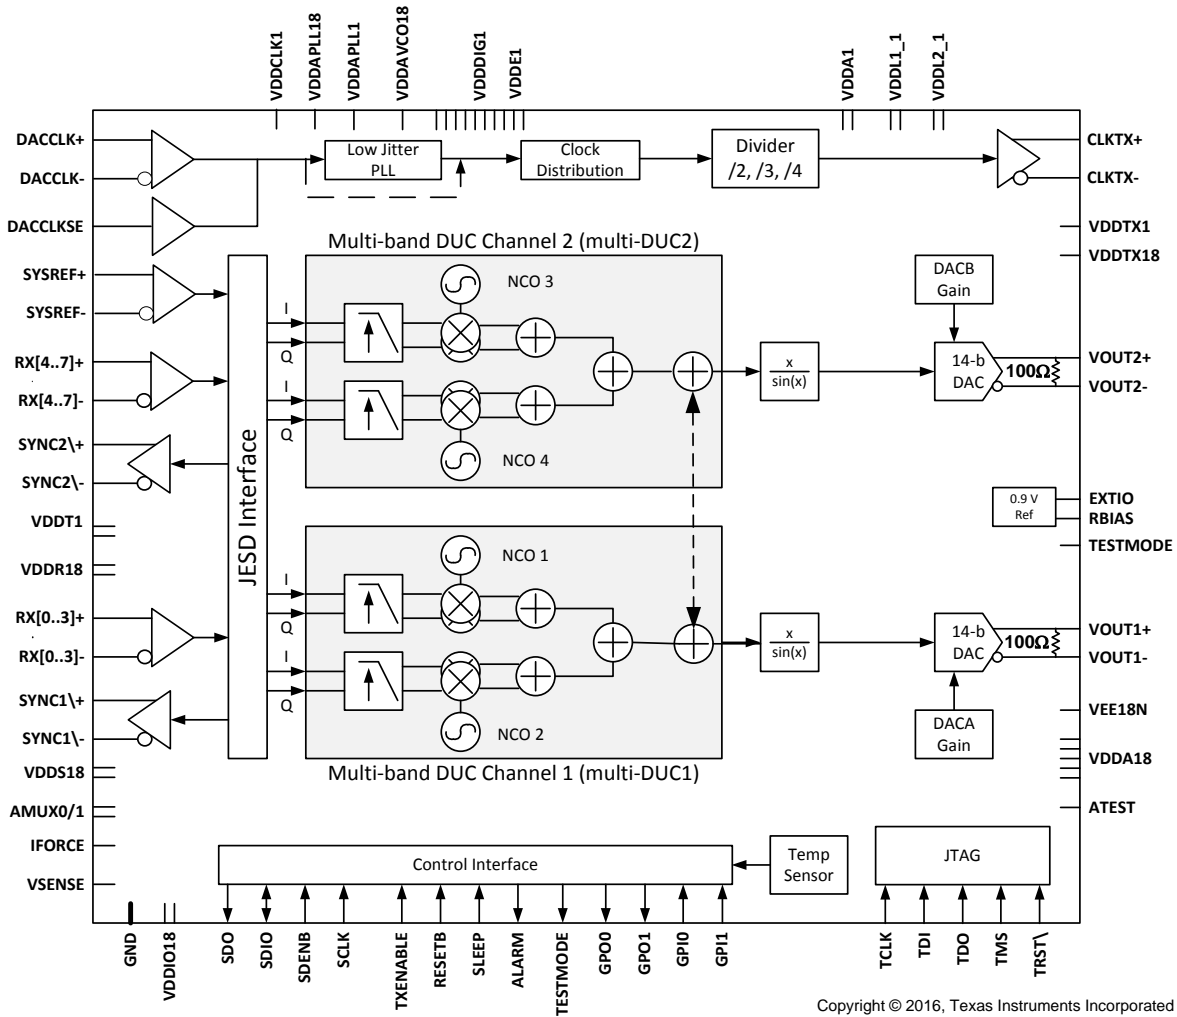 VDDCLK1
VDDAPLL18
VDDAPLL1
VDDAVCO18
VDDDIG1
VDDE1
VDDA1
VDDL1_1
VDDL2_1
DACCLK+
DACCLK-
DACCLKSE
SYSREF+
SYSREF-
RX[4..7]+
RX[4..7]-
SYNC2\+
SYNC2\-
VDDT1
VDDR18
RX[0..3]+
RX[0..3]-
SYNC1\+
SYNC1\-
VDDS18
AMUX0/1
IFORCE
VSENSE
Low Jitter
PLL
Clock
Distribution
Divider
/2, /3, /4
CLKTX+
CLKTX-
VDDTX1
VDDTX18
JESD Interface
Multi-band DUC Channel 2 (multi-DUC2)
I
Q
NCO 3
I
Q
NCO 4
x
sin(x)
DACB
Gain
14-b
DAC
100Ω
VOUT2+
VOUT2-
0.9 V
Ref
EXTIO
RBIAS
TESTMODE
I
Q
NCO 1
I
Q
NCO 2
Multi-band DUC Channel 1 (multi-DUC1)
x
sin(x)
14-b
DAC
100Ω
DACA
Gain
VOUT1+
VOUT1-
VEE18N
VDDA18
ATEST
Control Interface
Temp
Sensor
JTAG
GND
VDDIO18
SDO
SDIO
SDENB
SCLK
TXENABLE
RESETB
SLEEP
ALARM
TESTMODE
GPO0
GPO1
GPI0
GPI1
TCLK
TDI
TDO
TMS
TRST\
Copyright © 2016, Texas Instruments Incorporated